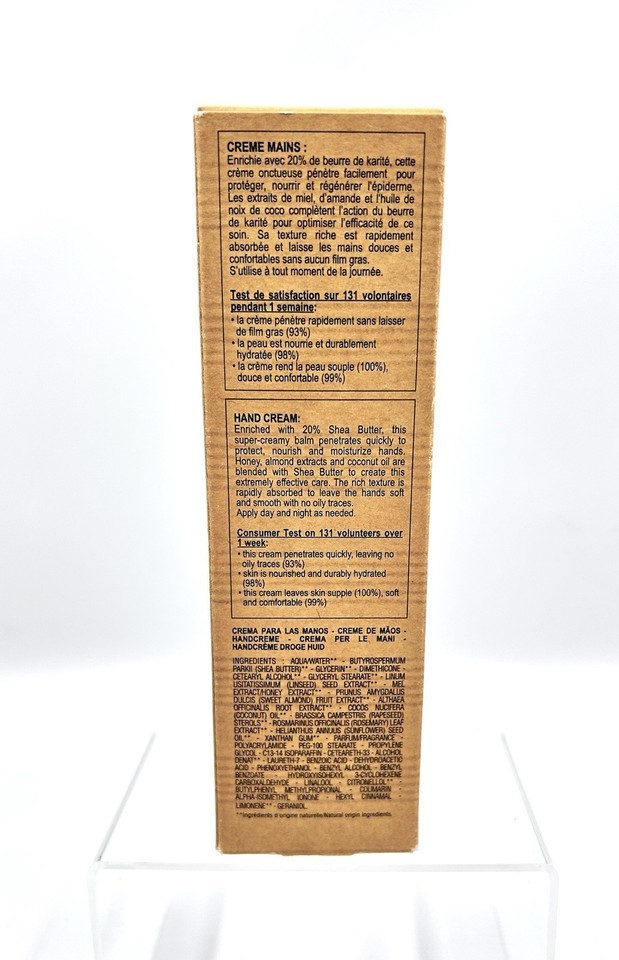 CREME MAINS :
Enrichie avec 20% de beurre de karité, cette
crème onctueuse pénètre facilement pour
protéger, nourrir et régénérer l'épiderme.
Les extraits de miel, d'amande et l'huile de
noix de coco complètent l'action du beurre
de karité pour optimiser l'efficacité de ce
soin. Sa texture riche est rapidement
absorbée et laisse les mains douces et
confortables sans aucun film gras.
S'utilise à tout moment de la journée.
Test de satisfaction sur 131 volontaires
pendant 1 semaine:
• la crème pénètre rapidement sans laisser
de film gras (93%)
• la peau est nourrie et durablement
hydratée (98%)
• la crème rend la peau souple (100%),
douce et confortable (99%)
HAND CREAM:
Enriched with 20% Shea Butter, this
super-creamy balm penetrates quickly to
protect, nourish and moisturize hands.
Honey, almond extracts and coconut oil are
blended with Shea Butter to create this
extremely effective care. The rich texture is
rapidly absorbed to leave the hands soft
and smooth with no oily traces.
Apply day and night as needed.
Consumer Test on 131 volunteers over
1 week:
• this cream penetrates quickly, leaving no
oily traces (93%)
• skin is nourished and durably hydrated
(98%)
• this cream leaves skin supple (100%), soft
and comfortable (99%)
CREMA PARA LAS MANOS - CREME DE MÃOS -
HANDCREME - CREMA PER LE MANI -
HANDCRÈME DROGE HUID
INGREDIENTS : AQUA/WATER** - BUTYROSPERMUM
PARKII (SHEA BUTTER)** - GLYCERIN** - DIMETHICONE -
CETEARYL ALCOHOL** - GLYCERYL STEARATE** - LINUM
USITATISSIMUM (LINSEED) SEED EXTRACT** - MEL
EXTRACT/HONEY EXTRACT** - PRUNUS AMYGDALUS
DULCIS (SWEET ALMOND) FRUIT EXTRACT** - ALTHAEA
OFFICINALIS ROOT EXTRACT** - COCOS NUCIFERA
(COCONUT) OIL** - BRASSICA CAMPESTRIS (RAPESEED)
STEROLS** - ROSMARINUS OFFICINALIS (ROSEMARY) LEAF
EXTRACT** - HELIANTHUS ANNUUS (SUNFLOWER) SEED
OIL** - XANTHAN GUM** - PARFUM/FRAGRANCE -
POLYACRYLAMIDE - PEG-100 STEARATE - PROPYLENE
GLYCOL - C13-14 ISOPARAFFIN - CETEARETH-33 - ALCOHOL
DENAT** - LAURETH-7 - BENZOIC ACID - DEHYDROACETIC
ACID - PHENOXYETHANOL - BENZYL ALCOHOL - BENZYL
BENZOATE - HYDROXYISOHEXYL 3-CYCLOHEXENE
CARBOXALDEHYDE - LINALOOL - CITRONELLOL** -
BUTYLPHENYL METHYLPROPIONAL - COUMARIN -
ALPHA-ISOMETHYL IONONE - HEXYL CINNAMAL
LIMONENE** - GERANIOL.
**Ingrédients d'origine naturelle/Natural origin ingredients.